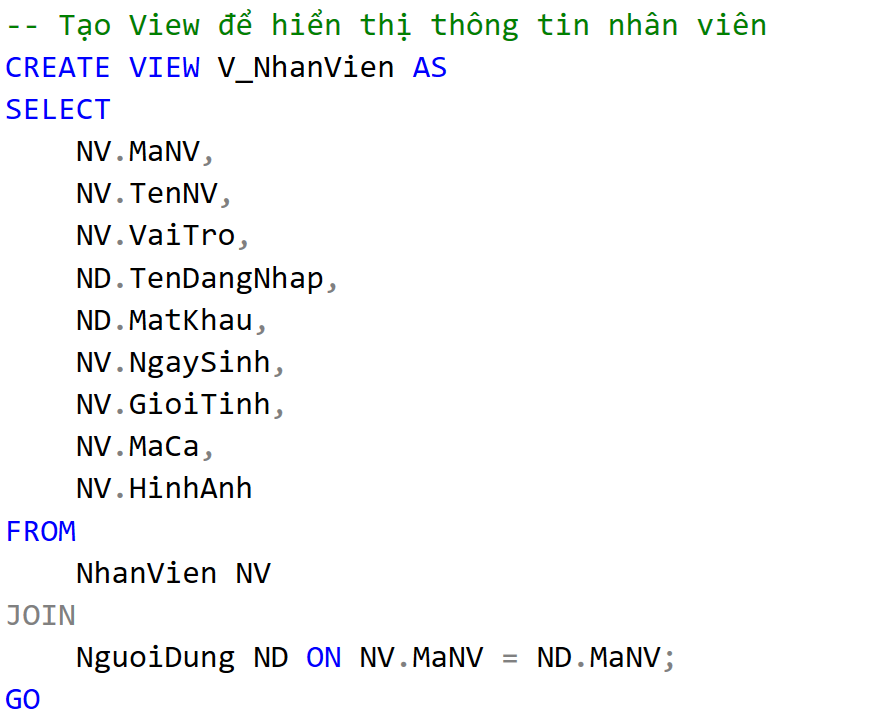 -- Tạo View để hiển thị thông tin nhân viên
CREATE VIEW V_NhanVien AS
SELECT
    NV.MaNV,
    NV.TenNV,
    NV.VaiTro,
    ND.TenDangNhap,
    ND.MatKhau,
    NV.NgaySinh,
    NV.GioiTinh,
    NV.MaCa,
    NV.HinhAnh
FROM
    NhanVien NV
JOIN
    NguoiDung ND ON NV.MaNV = ND.MaNV;
GO